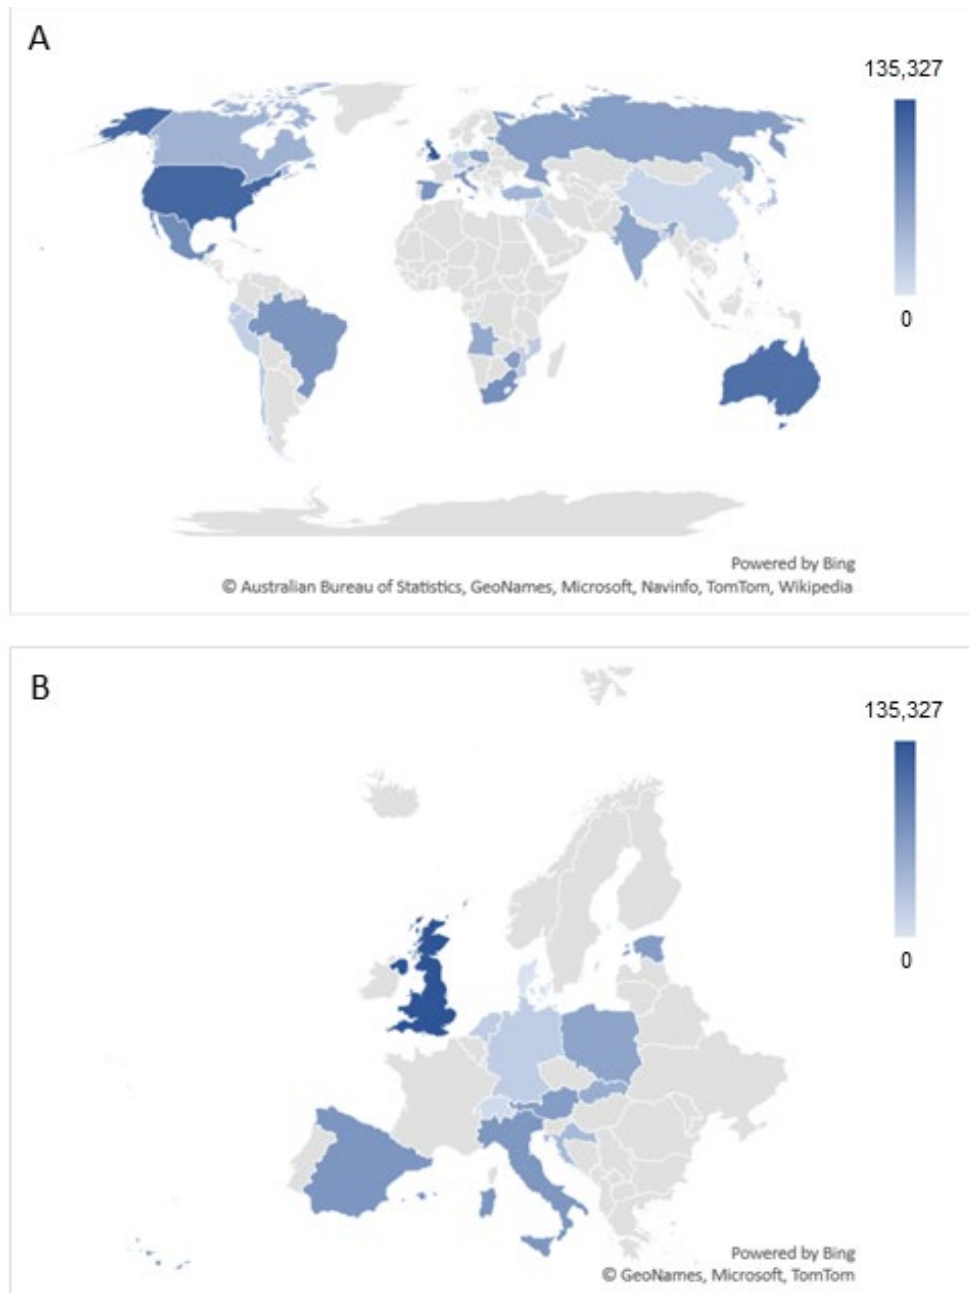 A
135,327
0
Powered by Bing
© Australian Bureau of Statistics, GeoNames, Microsoft, Navinfo, TomTom, Wikipedia
B
135,327
0
Powered by Bing
© GeoNames, Microsoft, TomTom